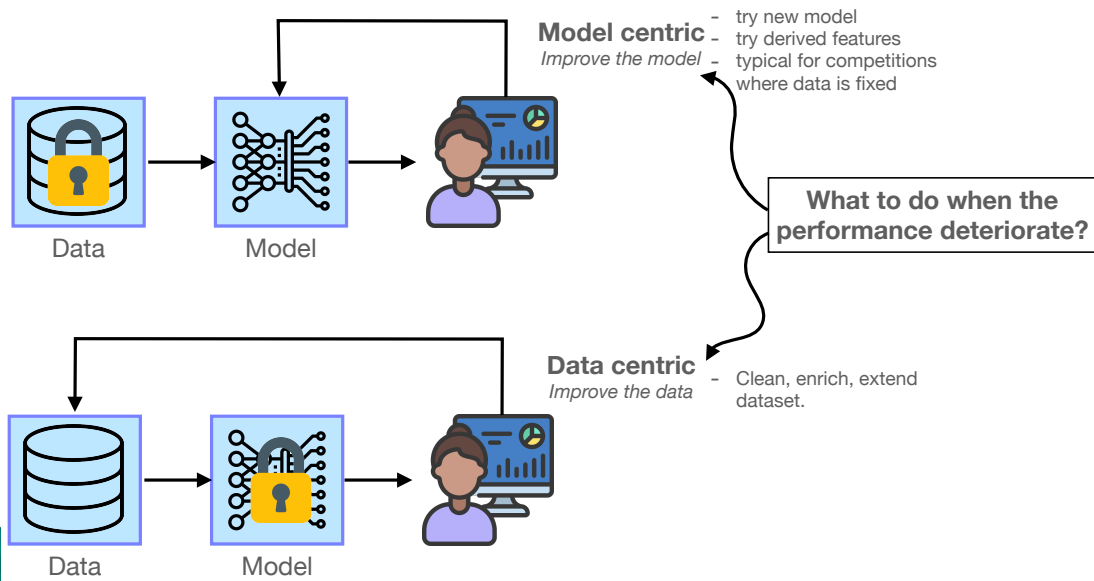 Model centric
Improve the model
- try new model
- try derived features
- typical for competitions
where data is fixed
Data
Model
What to do when the
performance deteriorate?
Data centric
Improve the data
- Clean, enrich, extend
dataset.
Data
Model